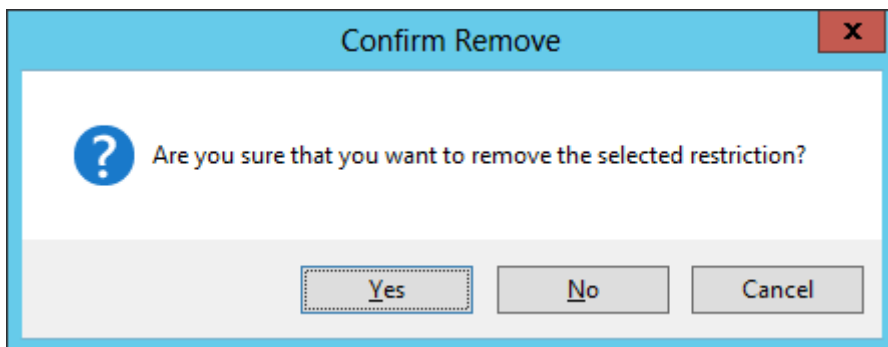 Confirm Remove
x
?
Are you sure that you want to remove the selected restriction?
Yes
No
Cancel